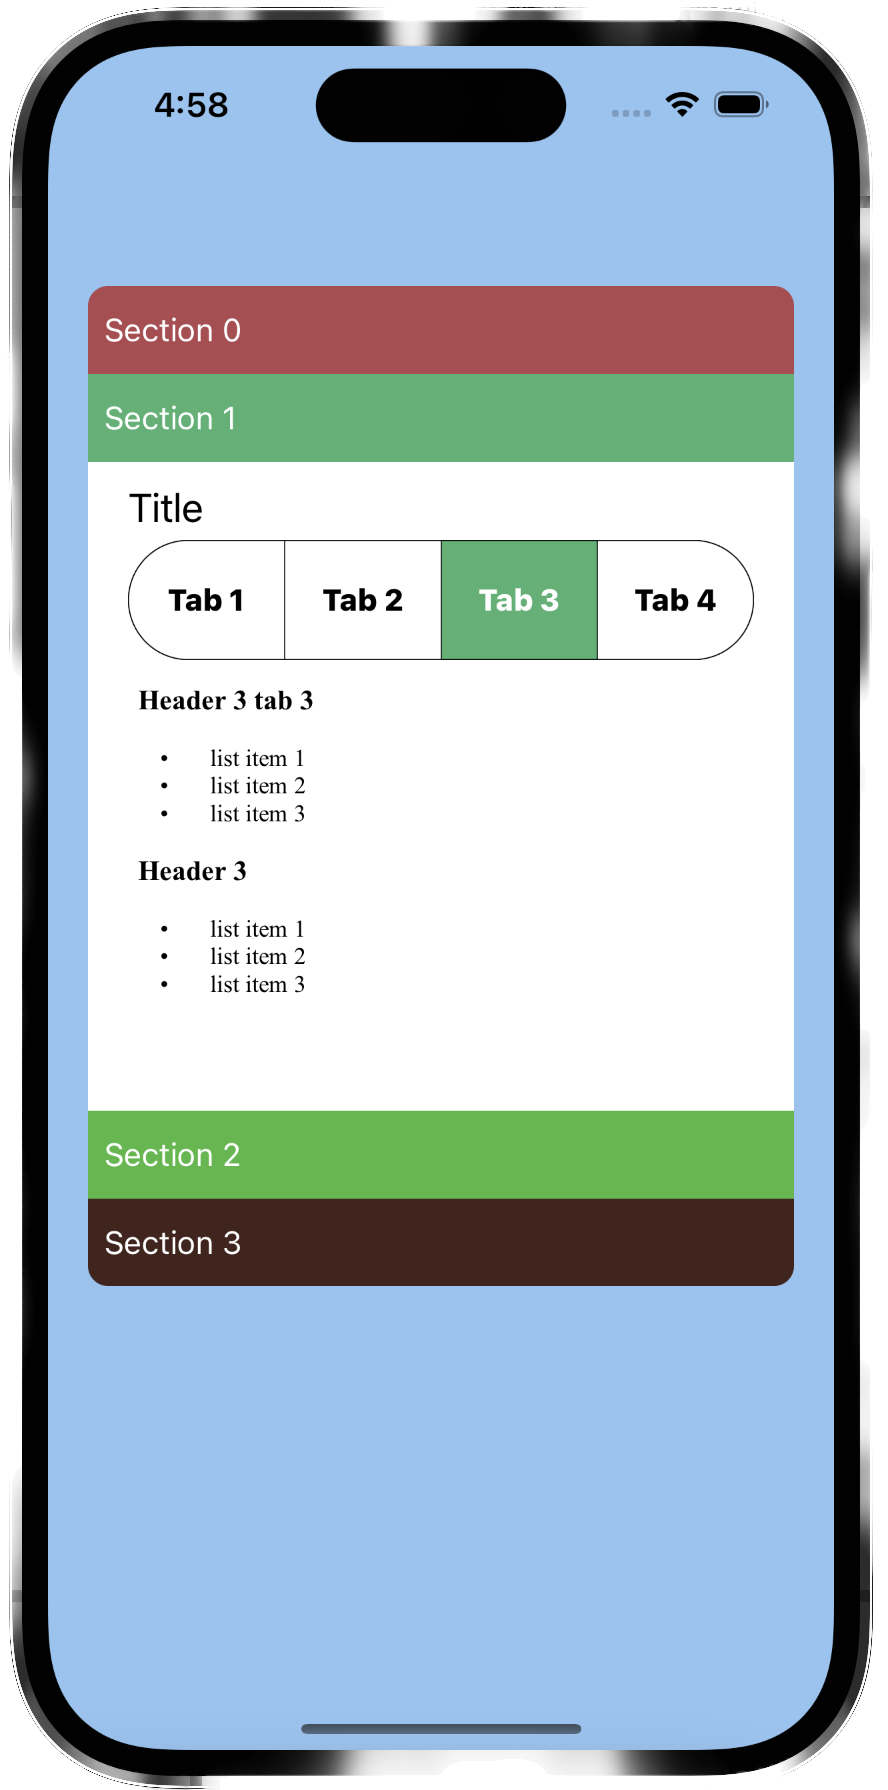 4:58
Section 0
Section 1
Title
Tab 1 Tab 2 Tab 3 Tab 4
Header 3 tab 3
• list item 1
• list item 2
• list item 3
Header 3
• list item 1
• list item 2
• list item 3
Section 2
Section 3